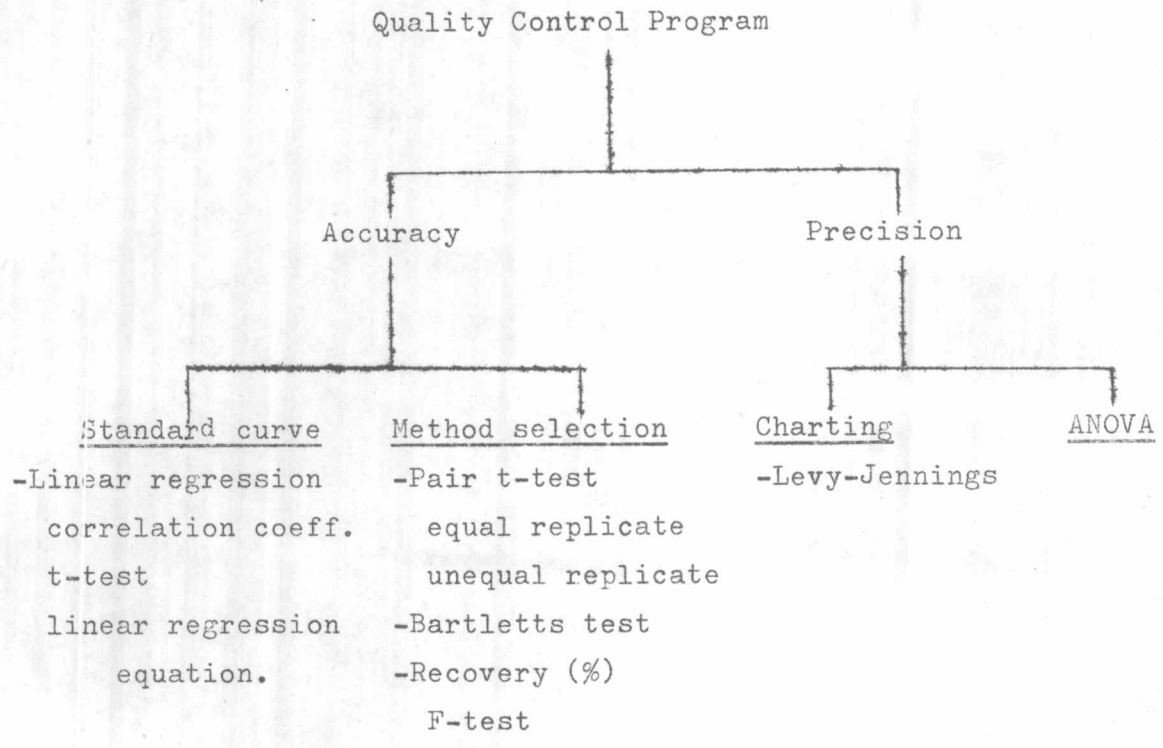 Quality Control Program
Accuracy
Precision
Standard curve
-Linear regression
correlation coeff.
t-test
linear regression
equation.
Method selection
-Pair t-test
equal replicate
unequal replicate
-Bartletts test
-Recovery (%)
F-test
Charting
-Levy-Jennings
ANOVA